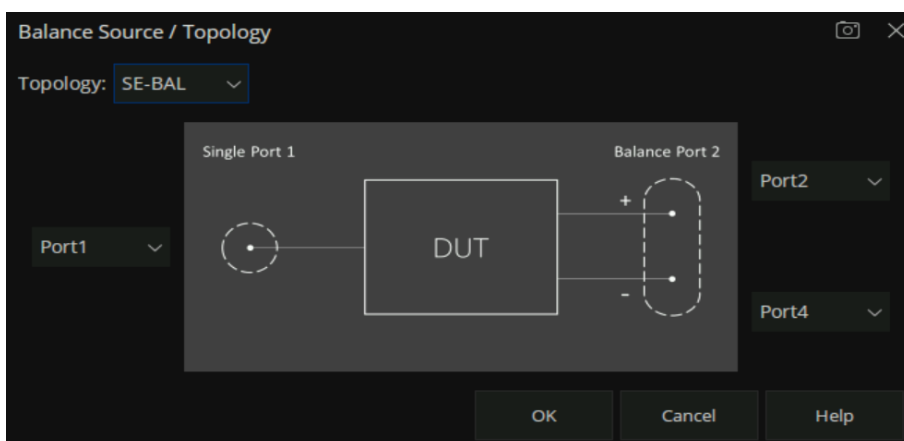 Balance Source / Topology
Topology: SE-BAL
Single Port 1
Balance Port 2
Port2
+
Port1
DUT
-
Port4
OK
Cancel
Help